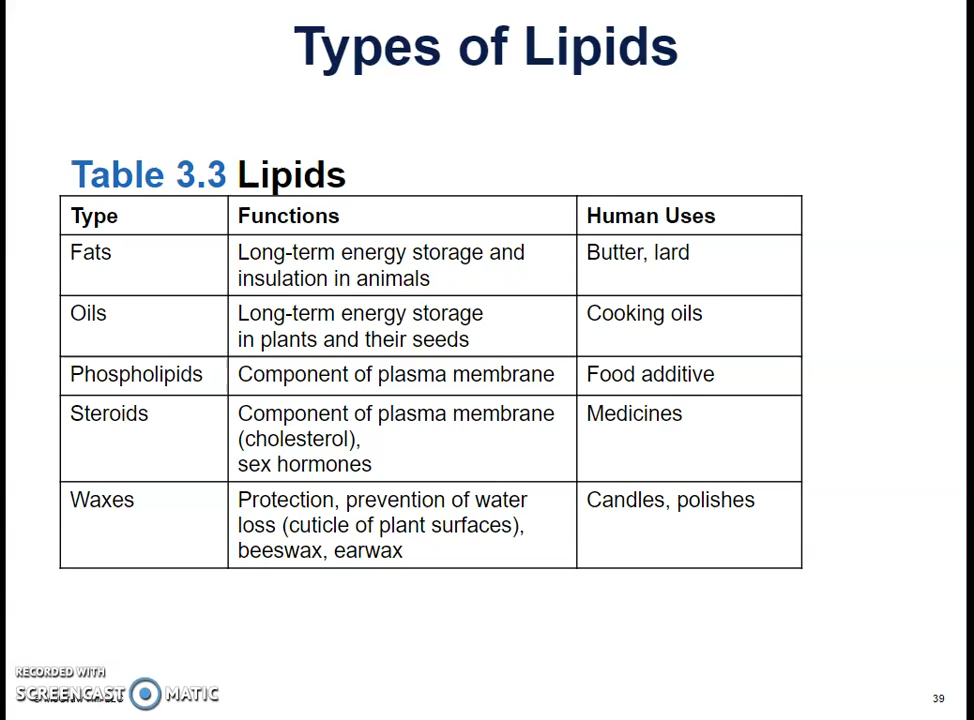 Types of Lipids
Table 3.3 Lipids
Type Functions Human Uses
Fats Long-term energy storage and Butter, lard
insulation in animals
Oils Long-term energy storage Cooking oils
in plants and their seeds
Phospholipids Component of plasma membrane Food additive
Steroids Component of plasma membrane Medicines
(cholesterol),
sex hormones
Waxes Protection, prevention of water Candles, polishes
loss (cuticle of plant surfaces),
beeswax, earwax
RECORDED WITH
SCREENCAST MATIC
39